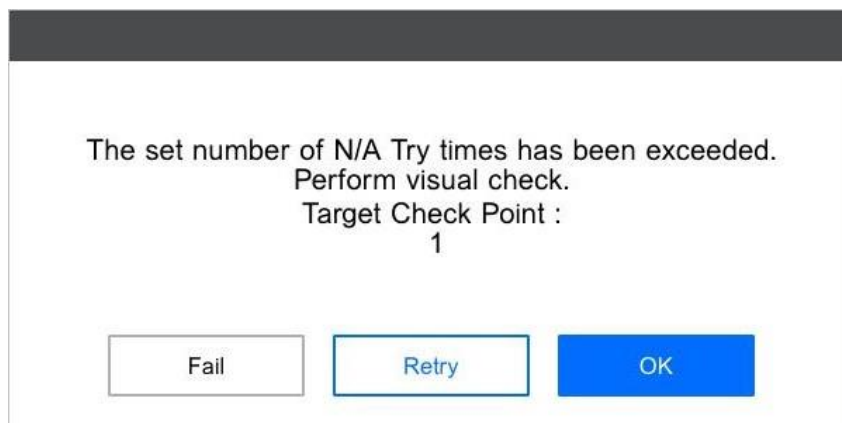 The set number of N/A Try times has been exceeded.
Perform visual check.
Target Check Point :
1
Fail
Retry
OK